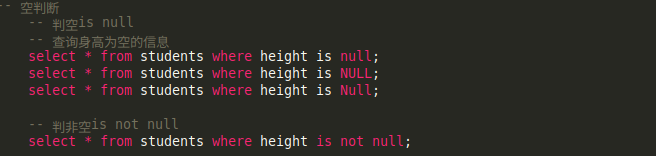 -- 空判断
-- 判空is null
-- 查询身高为空的信息
select * from students where height is null;
select * from students where height is NULL;
select * from students where height is Null;
-- 判非空is not null
select * from students where height is not null;